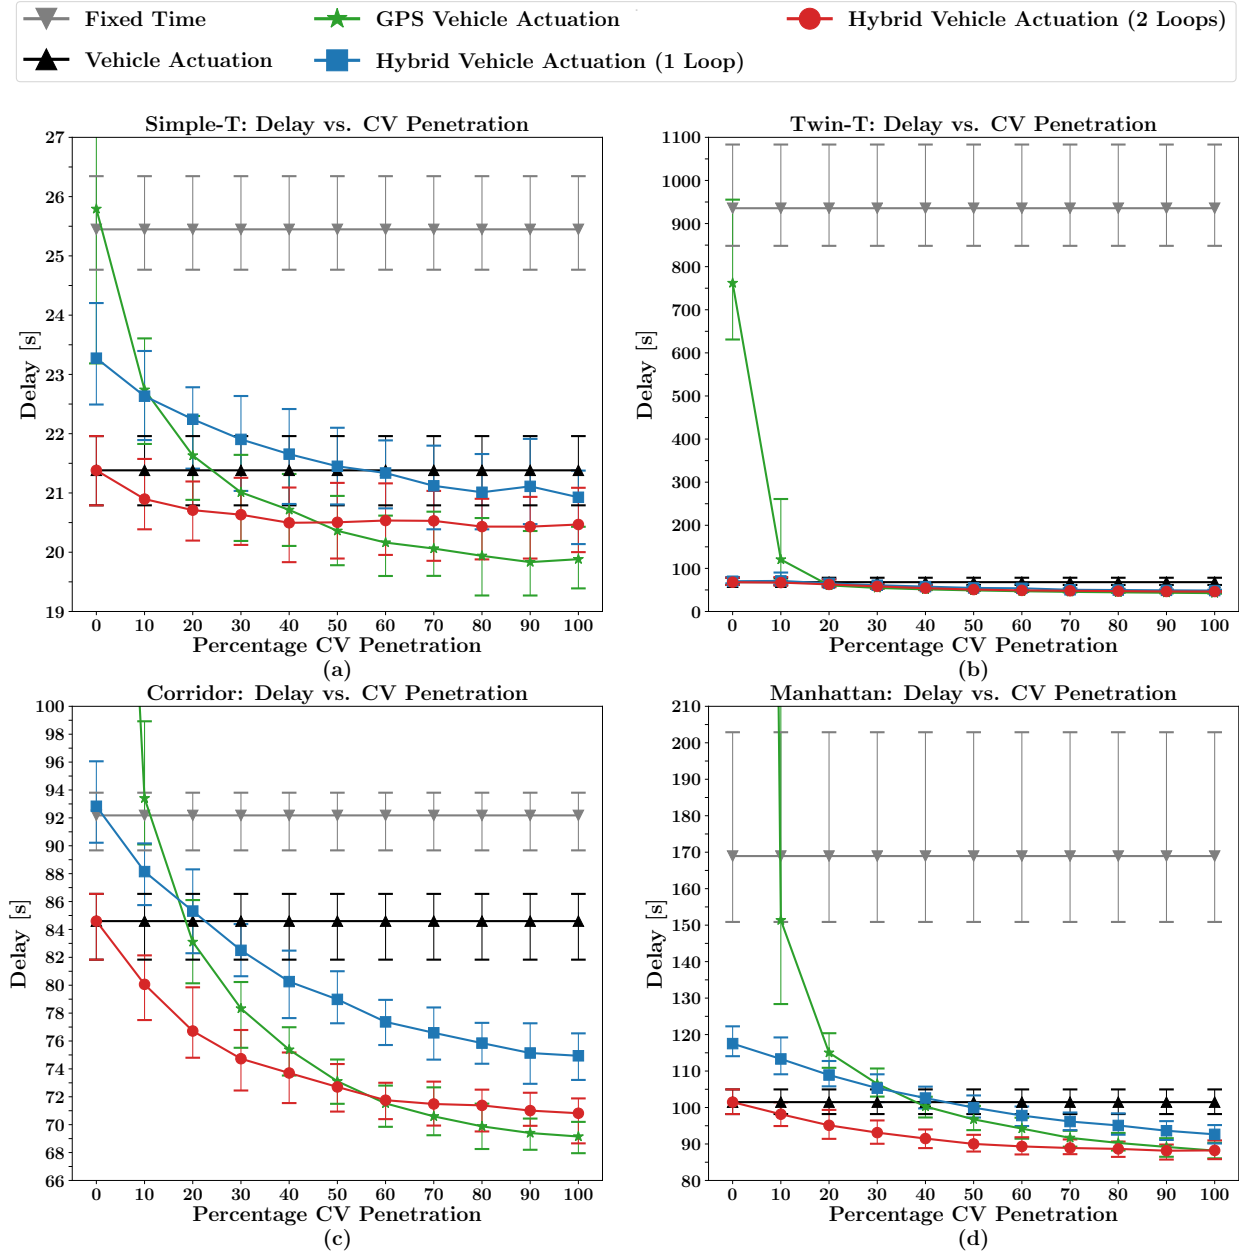 Fixed Time
GPS Vehicle Actuation
Hybrid Vehicle Actuation (2 Loops)
Vehicle Actuation
Hybrid Vehicle Actuation (1 Loop)
Simple-T: Delay vs. CV Penetration
27
26
25
24
23
22
21
20
19
Delay [s]
0 10 20 30 40 50 60 70 80 90 100
Percentage CV Penetration
(a)
Twin-T: Delay vs. CV Penetration
1100
1000
900
800
700
600
500
400
300
200
100
0
Delay [s]
0 10 20 30 40 50 60 70 80 90 100
Percentage CV Penetration
(b)
Corridor: Delay vs. CV Penetration
100
98
96
94
92
90
88
86
84
82
80
78
76
74
72
70
68
66
Delay [s]
0 10 20 30 40 50 60 70 80 90 100
Percentage CV Penetration
(c)
Manhattan: Delay vs. CV Penetration
210
200
190
180
170
160
150
140
130
120
110
100
90
80
Delay [s]
0 10 20 30 40 50 60 70 80 90 100
Percentage CV Penetration
(d)